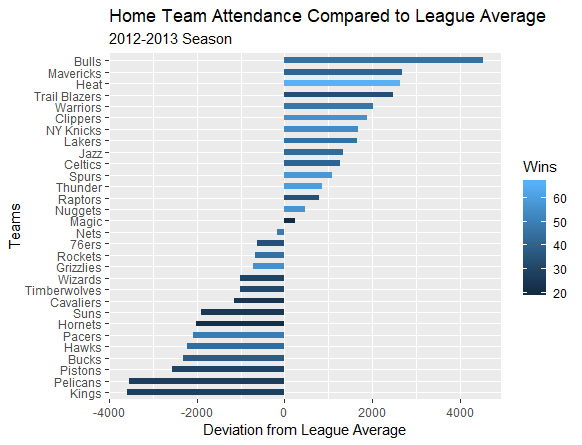 Home Team Attendance Compared to League Average
2012-2013 Season
Teams
Bulls
Mavericks
Heat
Trail Blazers
Warriors
Clippers
NY Knicks
Lakers
Jazz
Celtics
Spurs
Thunder
Raptors
Nuggets
Magic
Nets
76ers
Rockets
Grizzlies
Wizards
Timberwolves
Cavaliers
Suns
Hornets
Pacers
Hawks
Bucks
Pistons
Pelicans
Kings
-4000 -2000 0 2000 4000
Deviation from League Average
Wins
60
50
40
30
20